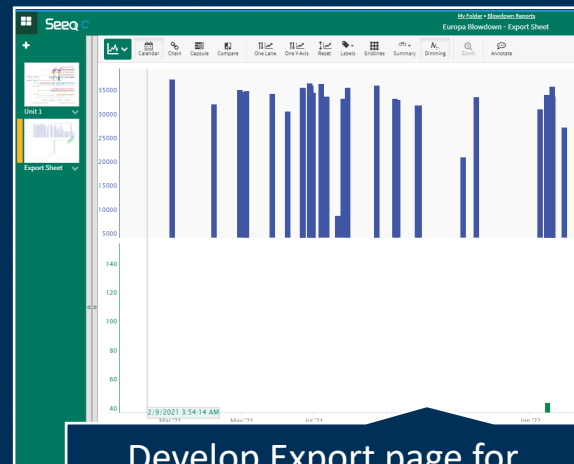 My Folder • Blowdown Reports
Seeq
Europa Blowdown - Export Sheet
Calendar Chain Capsule Compare One Lane One Y-Axis Reset Labels Gridlines Summary Dimming Zoom Annotate
Unit 1
Export Sheet
35000
30000
25000
20000
15000
10000
5000
140
120
100
80
60
40
2/9/2021 3:54:14 AM
Mar '21 May '21 Jul '21 Jan '22
Develop Export page for